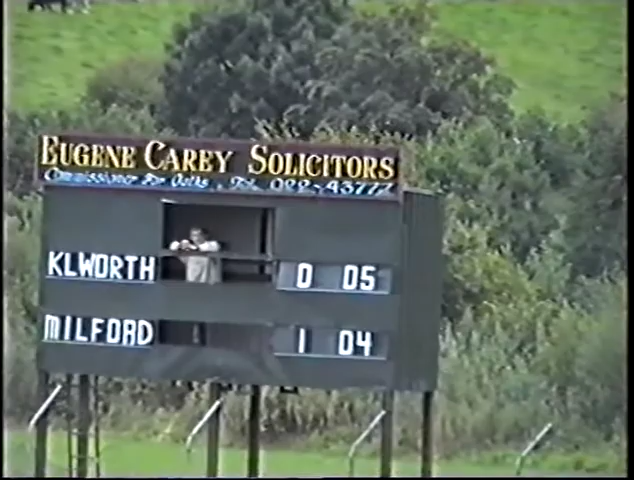 EUGENE CAREY SOLICITORS
Commissioner For Oaths, Tel. 022-43777
KLWORTH 0 05
MILFORD 1 04